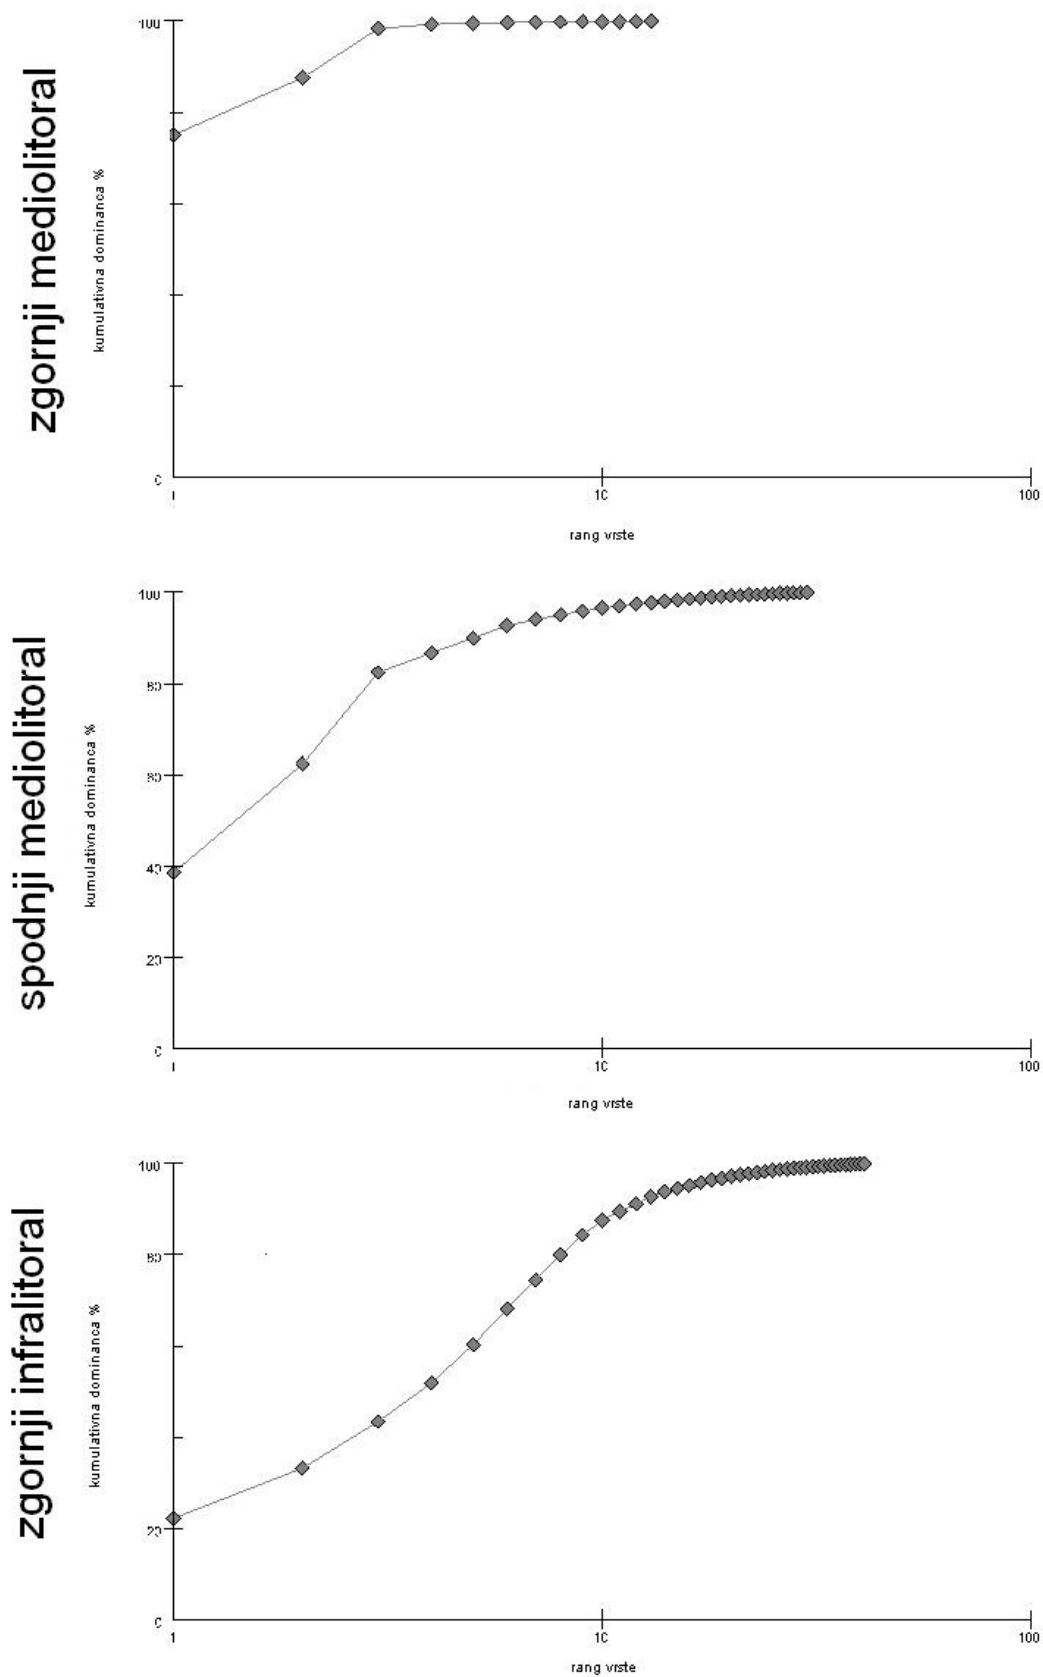 zgornji mediolitoral
kumulativna dominanca %
100
0
1
10
100
rang vrste
spodnji mediolitoral
kumulativna dominanca %
100
80
60
40
20
0
1
10
100
rang vrste
zgornji infralitoral
kumulativna dominanca %
100
80
20
0
1
10
100
rang vrste